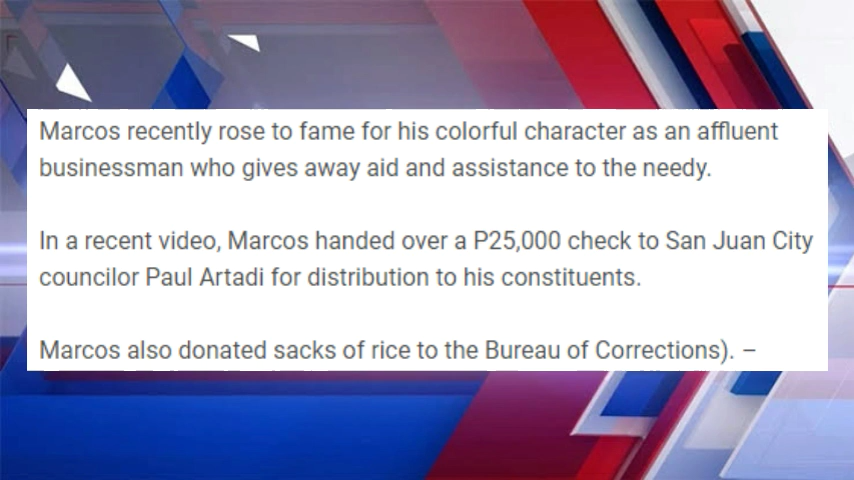 Marcos recently rose to fame for his colorful character as an affluent
businessman who gives away aid and assistance to the needy.
In a recent video, Marcos handed over a P25,000 check to San Juan City
councilor Paul Artadi for distribution to his constituents.
Marcos also donated sacks of rice to the Bureau of Corrections). –